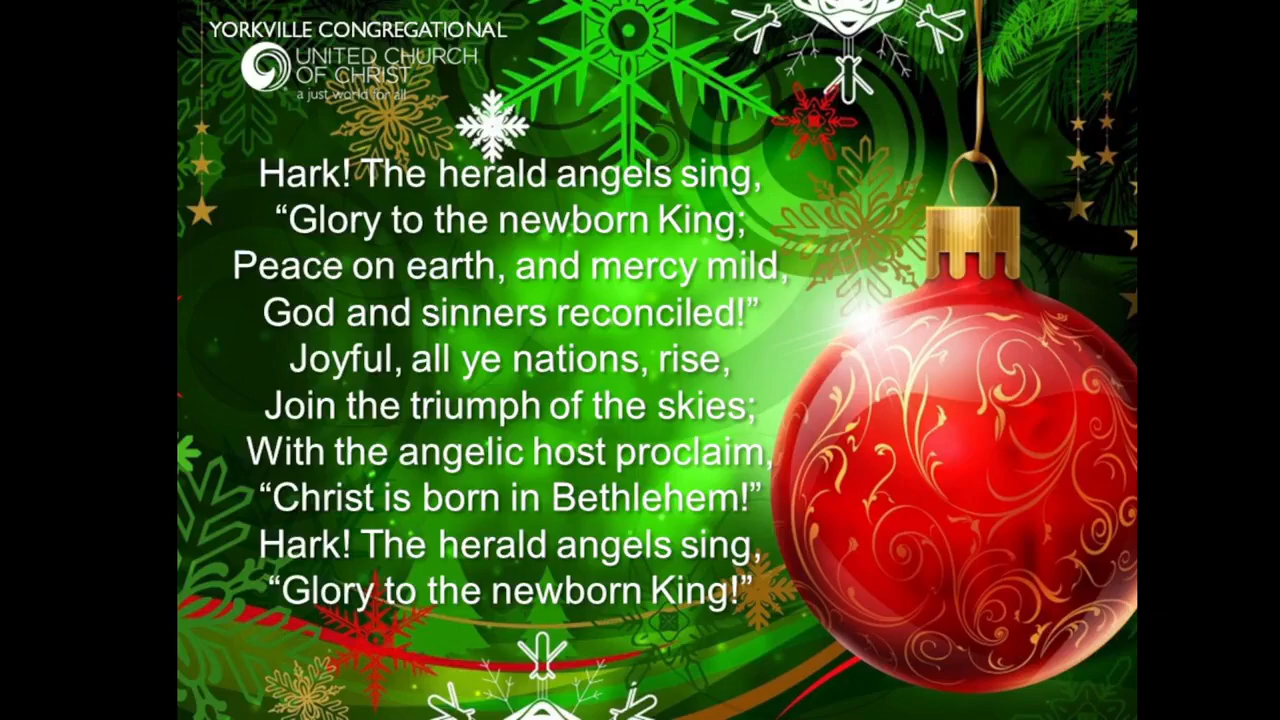 YORKVILLE CONGREGATIONAL
UNITED CHURCH
OF CHRIST
a just world for all
Hark! The herald angels sing,
“Glory to the newborn King;
Peace on earth, and mercy mild,
God and sinners reconciled!”
Joyful, all ye nations, rise,
Join the triumph of the skies;
With the angelic host proclaim,
“Christ is born in Bethlehem!”
Hark! The herald angels sing,
“Glory to the newborn King!”